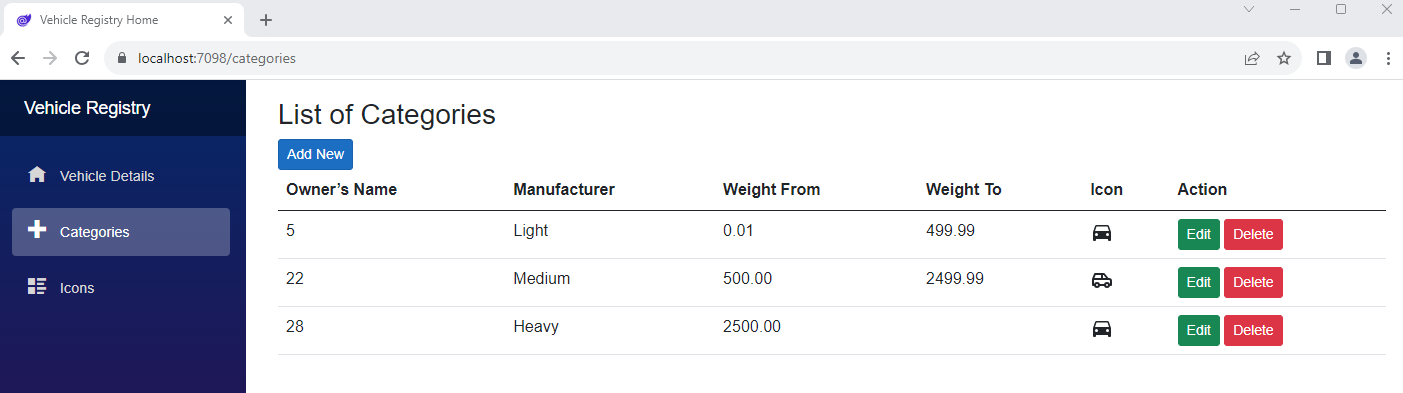 Vehicle Registry Home
localhost:7098/categories
Vehicle Registry
Vehicle Details
Categories
Icons
List of Categories
Add New
Owner’s Name Manufacturer Weight From Weight To Icon Action
5 Light 0.01 499.99 Edit Delete
22 Medium 500.00 2499.99 Edit Delete
28 Heavy 2500.00 Edit Delete